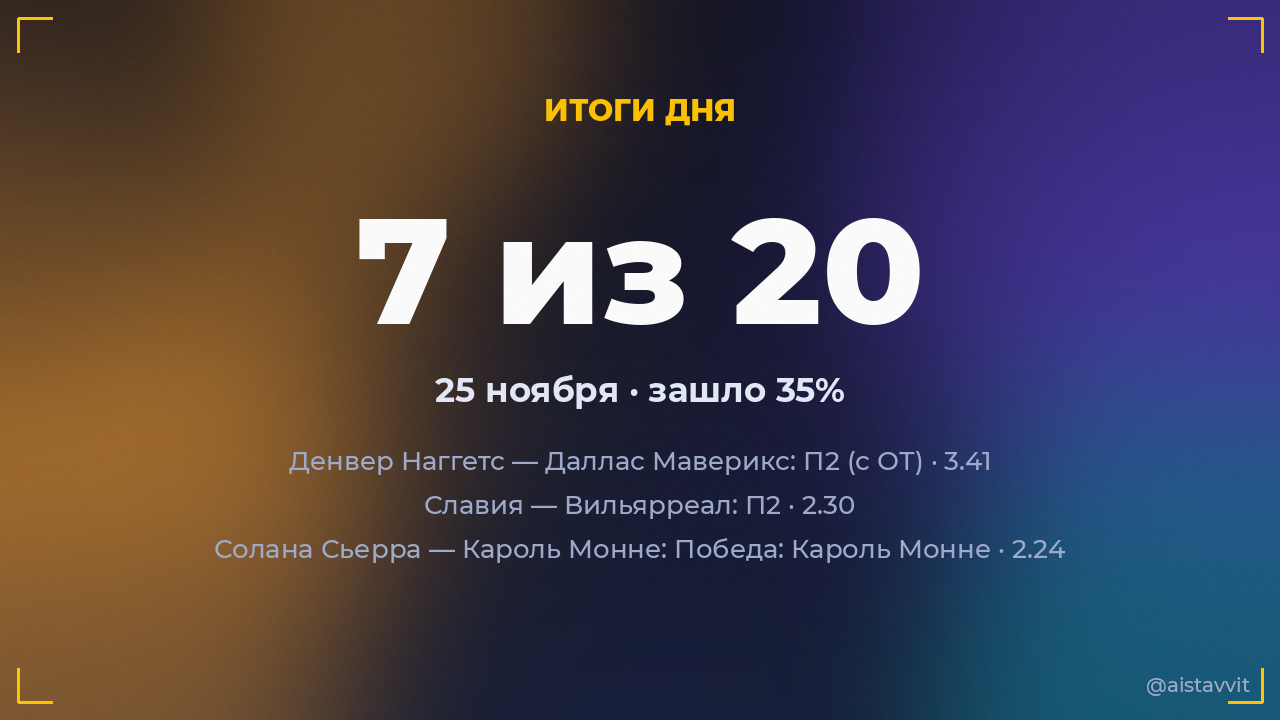 ИТОГИ ДНЯ
7 из 20
25 ноября · зашло 35%
Денвер Наггетс — Даллас Маверикс: П2 (с ОТ) · 3.41
Славия — Вильярреал: П2 · 2.30
Солана Сьерра — Кароль Монне: Победа: Кароль Монне · 2.24
@aistavvit